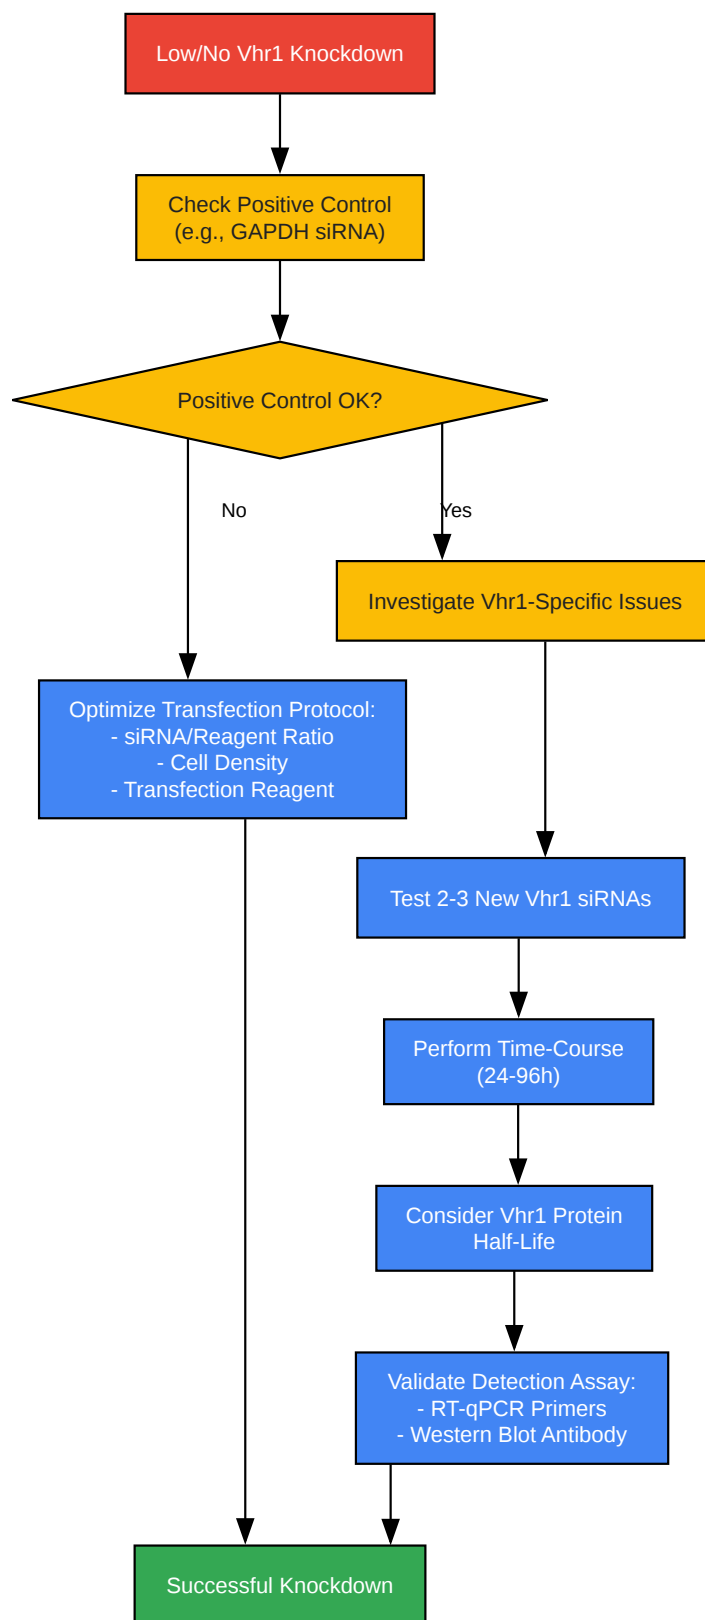 Low/No Vhr1 Knockdown
Check Positive Control
(e.g., GAPDH siRNA)
Positive Control OK?
No
Yes
Investigate Vhr1-Specific Issues
Optimize Transfection Protocol:
- siRNA/Reagent Ratio
- Cell Density
- Transfection Reagent
Test 2-3 New Vhr1 siRNAs
Perform Time-Course
(24-96h)
Consider Vhr1 Protein
Half-Life
Validate Detection Assay:
- RT-qPCR Primers
- Western Blot Antibody
Successful Knockdown